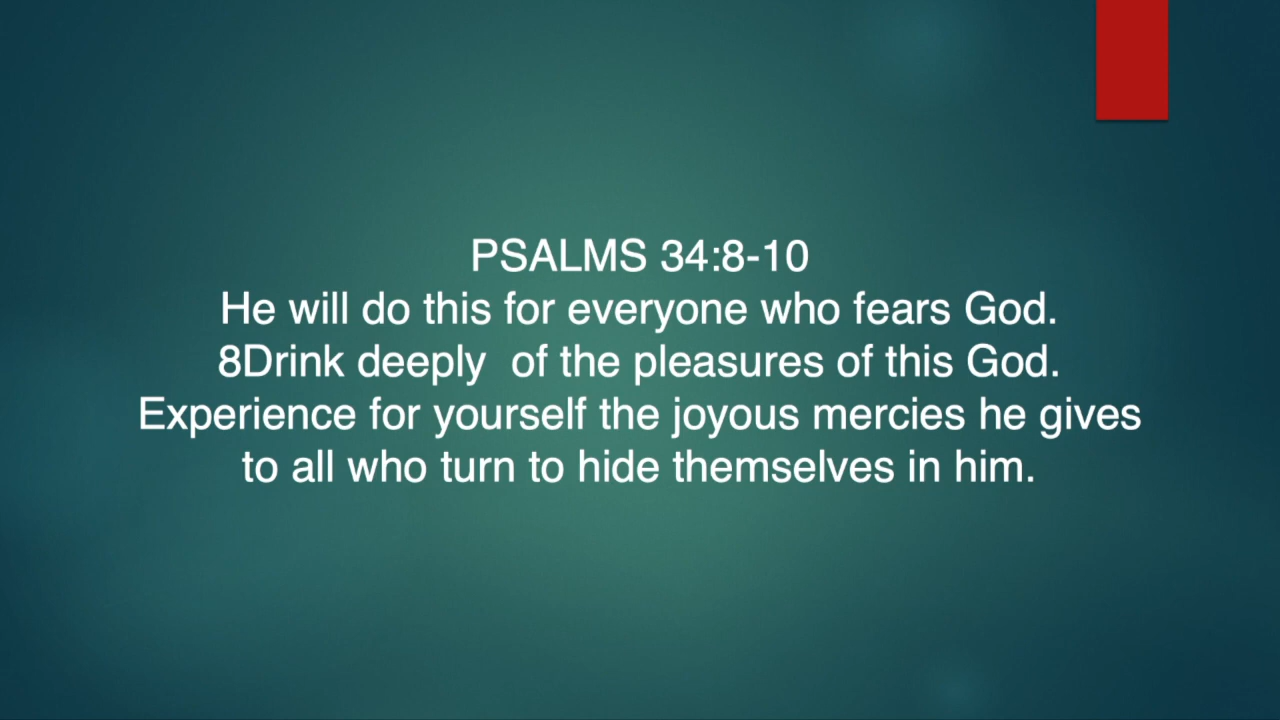 PSALMS 34:8-10
He will do this for everyone who fears God.
8Drink deeply  of the pleasures of this God.
Experience for yourself the joyous mercies he gives
to all who turn to hide themselves in him.